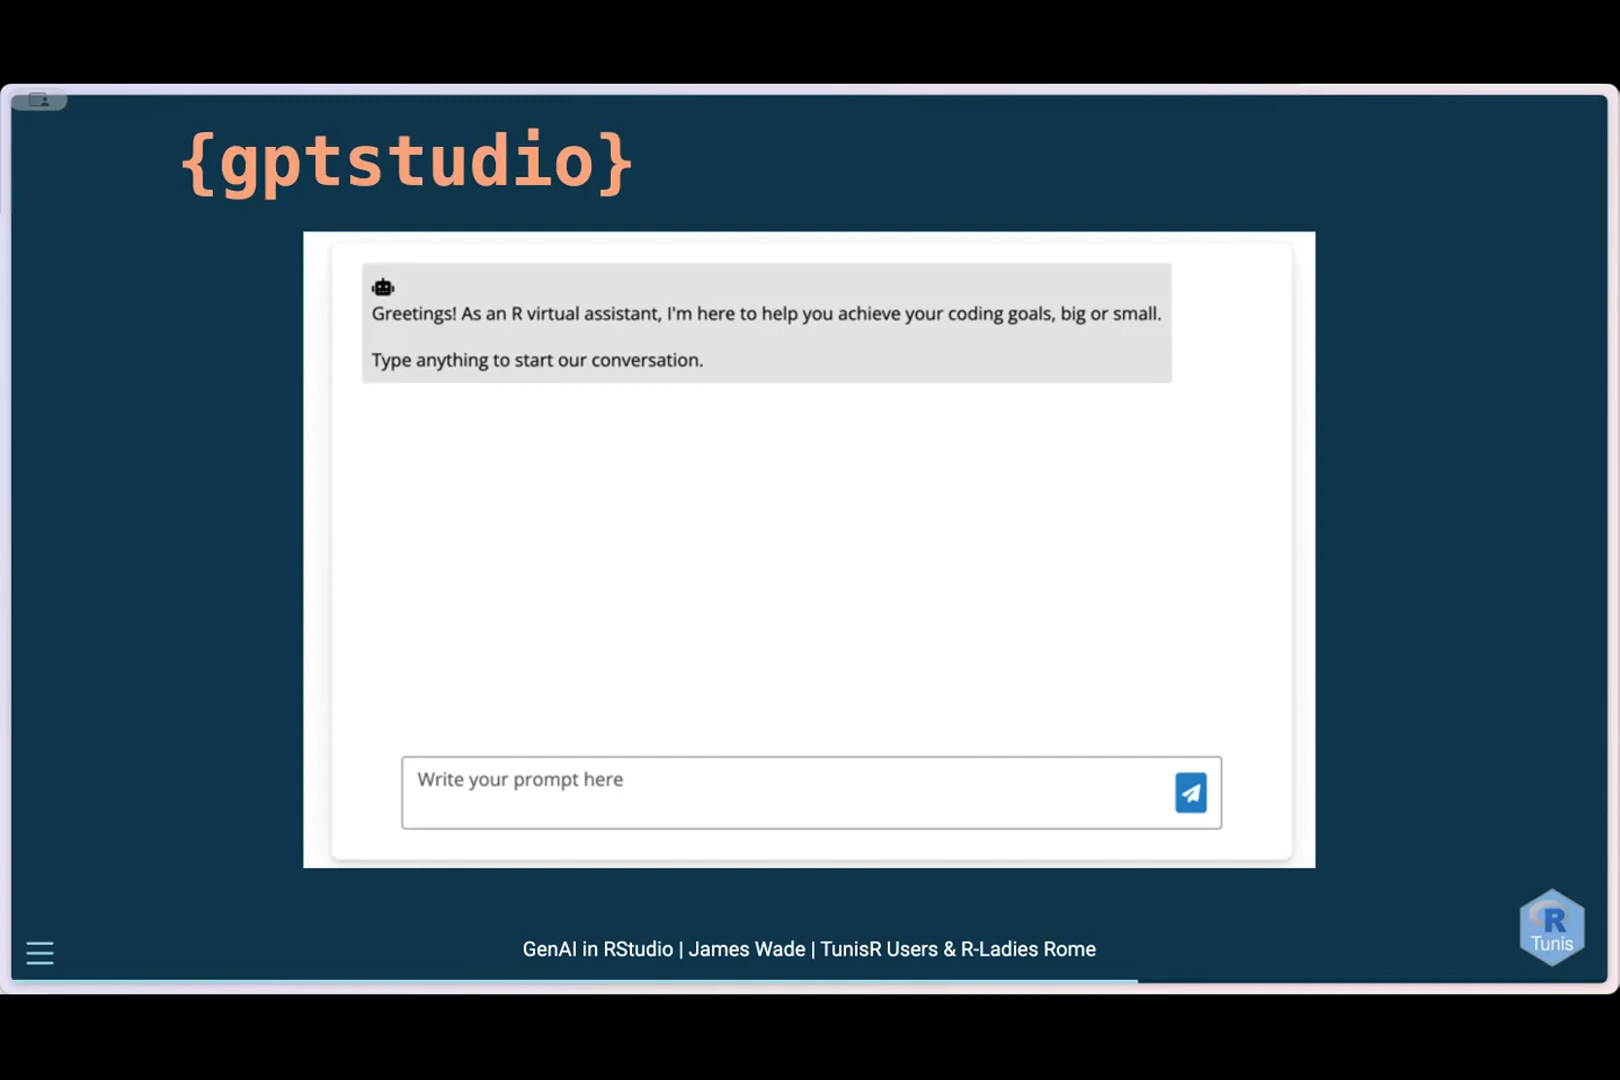 {gptstudio}
Greetings! As an R virtual assistant, I'm here to help you achieve your coding goals, big or small.
Type anything to start our conversation.
Write your prompt here
GenAI in RStudio | James Wade | TunisR Users & R-Ladies Rome
R
Tunis